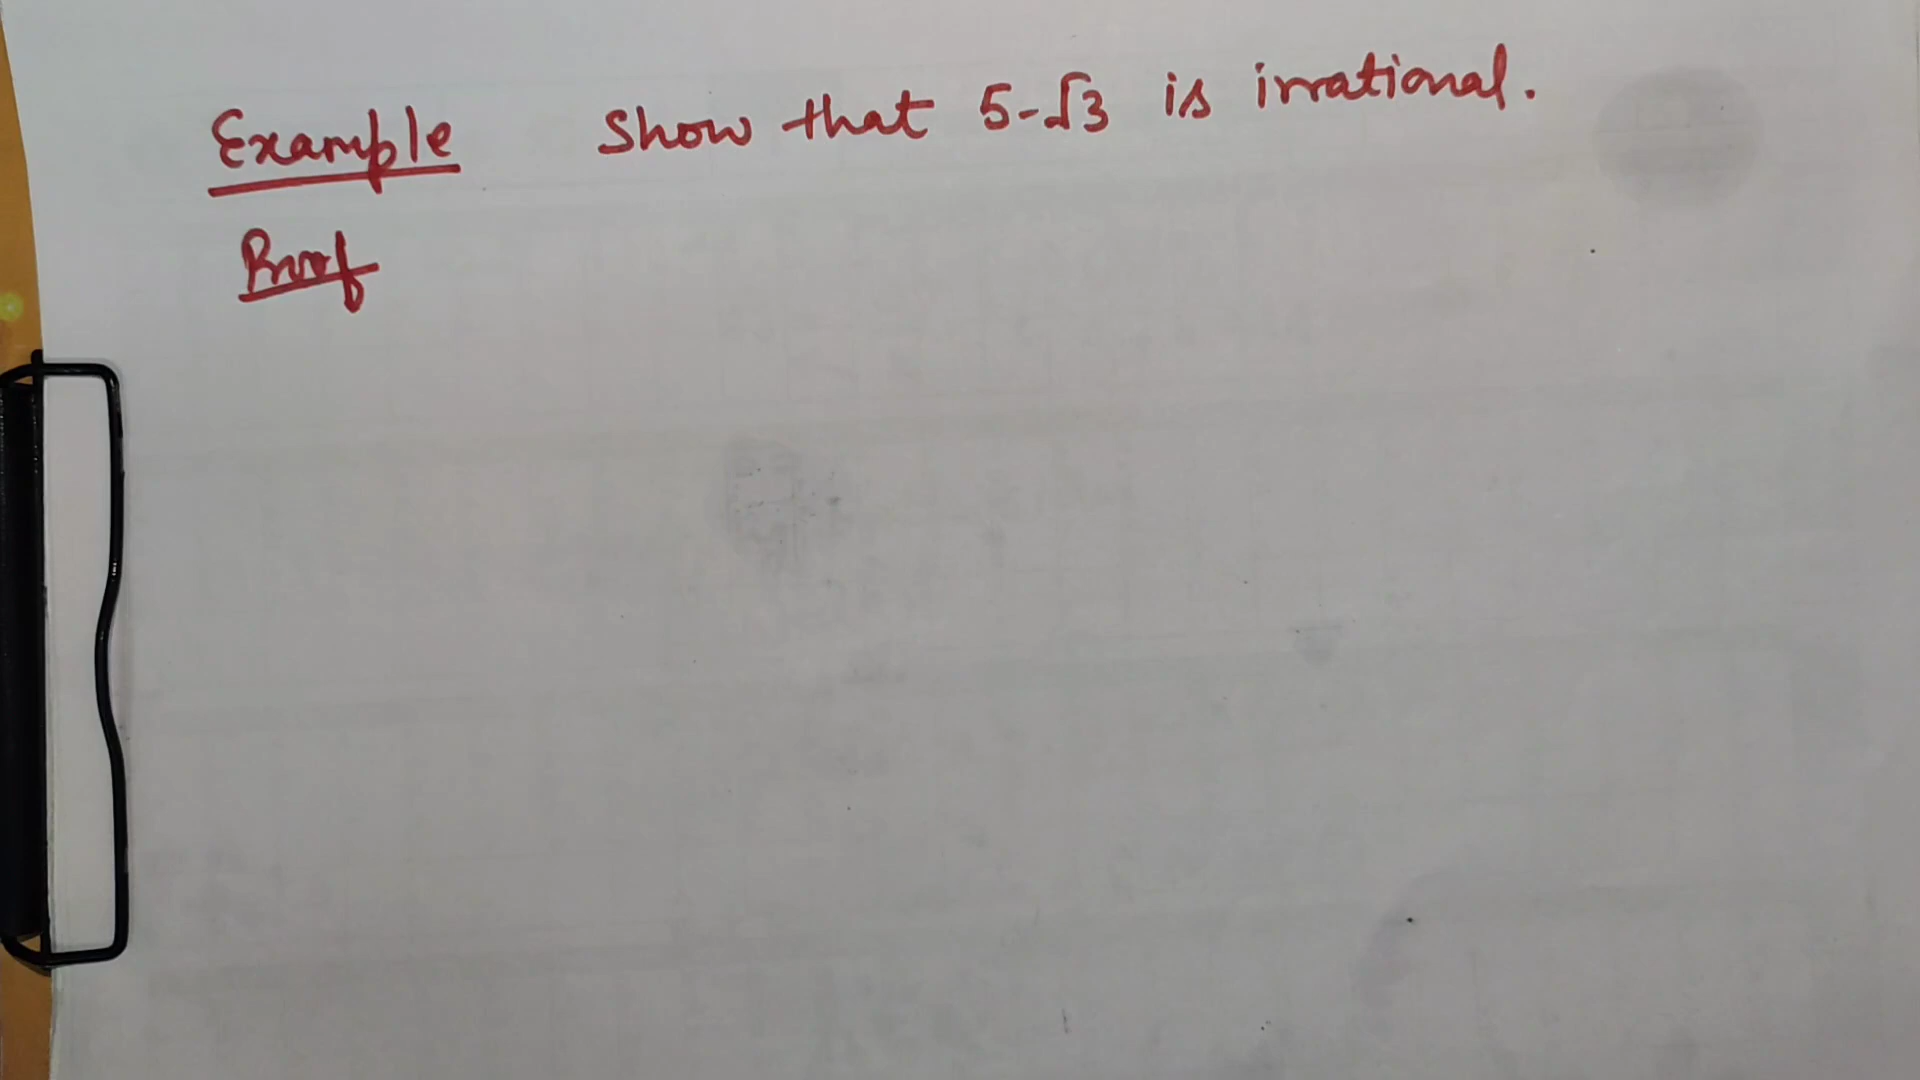 Example Show that 5-√3 is irrational.
Proof